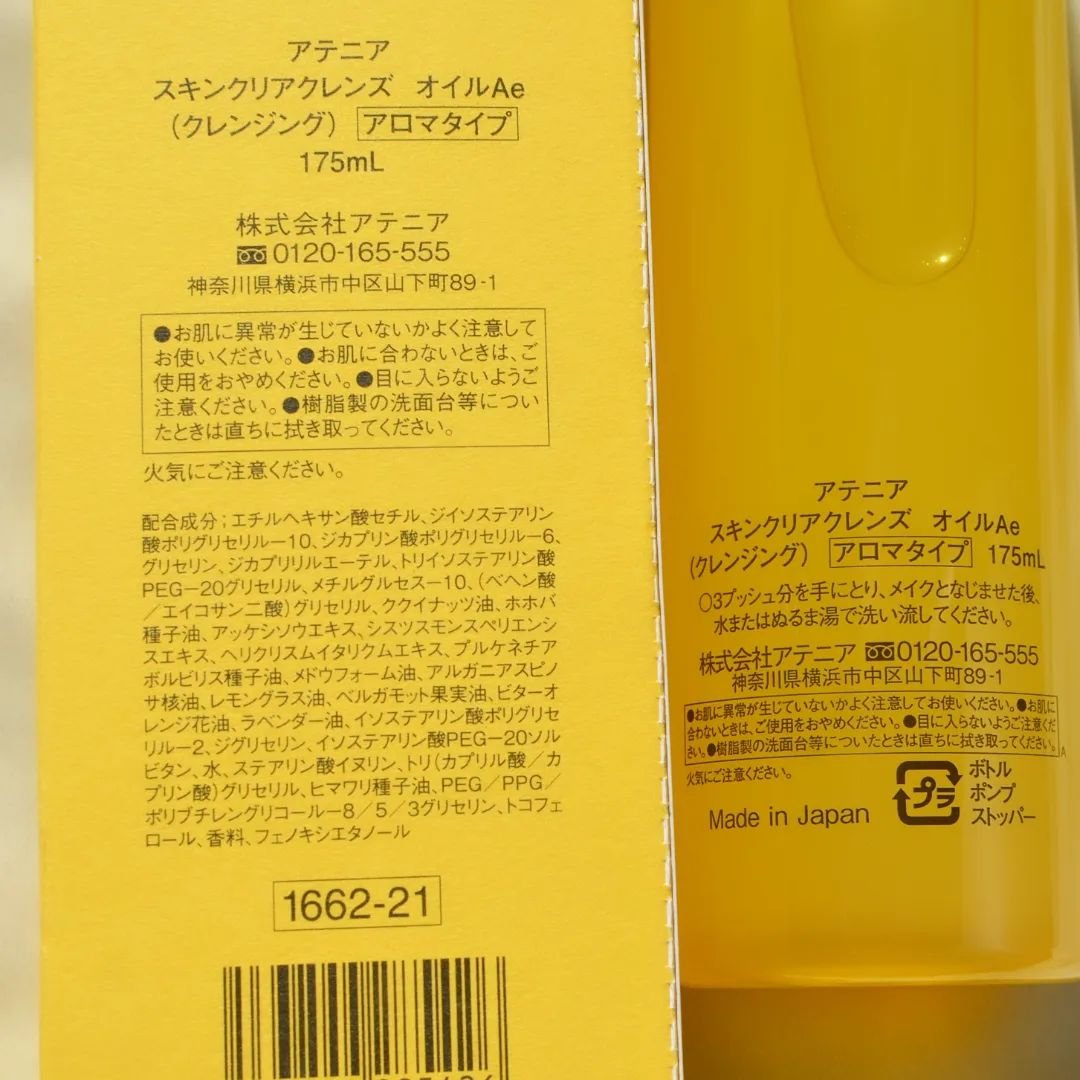 アテニア
スキンクリアクレンズ オイルAe
(クレンジング) アロマタイプ
175mL
株式会社アテニア
0120-165-555
神奈川県横浜市中区山下町89-1
●お肌に異常が生じていないかよく注意して
お使いください。●お肌に合わないときは、ご
使用をおやめください。●目に入らないようご
注意ください。●樹脂製の洗面台等につい
たときは直ちに拭き取ってください。
火気にご注意ください。
配合成分;エチルヘキサン酸セチル、ジイソステアリン
酸ポリグリセリルー10、ジカプリン酸ポリグリセリルー6、
グリセリン、ジカプリリルエーテル、トリイソステアリン酸
PEG-20グリセリル、メチルグルセスー10、(ベヘン酸
/エイコサン二酸)グリセリル、ククイナッツ油、ホホバ
種子油、アッケシソウエキス、シスツスモンスペリエンシ
スエキス、ヘリクリスムイタリクムエキス、プルケネチア
ボルビリス種子油、メドウフォーム油、アルガニアスピノ
サ核油、レモングラス油、ベルガモット果実油、ビターオ
レンジ花油、ラベンダー油、イソステアリン酸ポリグリセ
リルー2、ジグリセリン、イソステアリン酸PEG-20ソル
ビタン、水、ステアリン酸イヌリン、トリ(カプリル酸/カ
プリン酸)グリセリル、ヒマワリ種子油、PEG/PPG/
ポリブチレングリコールー8/5/3グリセリン、トコフェ
ロール、香料、フェノキシエタノール
1662-21
アテニア
スキンクリアクレンズ オイルAe
(クレンジング) アロマタイプ 175mL
○3プッシュ分を手にとり、メイクとなじませた後、
水またはぬるま湯で洗い流してください。
株式会社アテニア 0120-165-555
神奈川県横浜市中区山下町89-1
●お肌に異常が生じていないかよく注意してお使いください。●お肌に
合わないときは、ご使用をおやめください。●目に入らないようご注意くだ
さい。●樹脂製の洗面台等についたときは直ちに拭き取ってください。
A
火気にご注意ください。
プラ
ボトル
ポンプ
ストッパー
Made in Japan